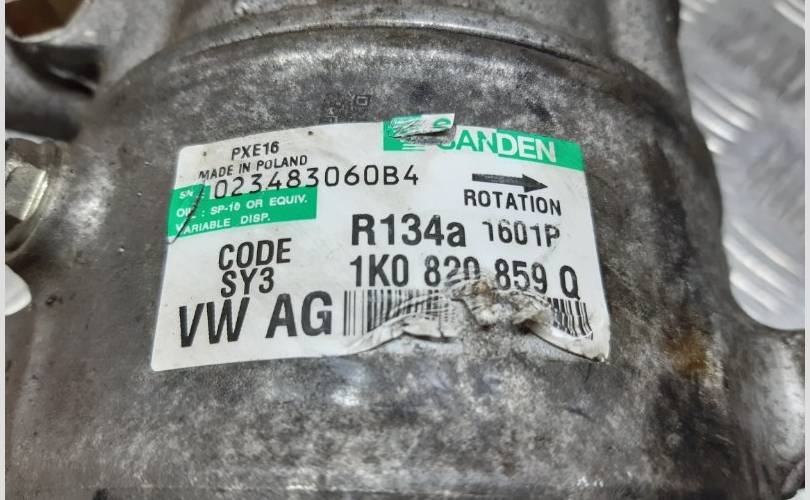 SANDEN
PXE16
MADE IN POLAND
SN 1023483060B4
OIL : SP-10 OR EQUIV.
VARIABLE DISP.
ROTATION
R134a 1601P
CODE
SY3
1K0 820 859 Q
VW AG